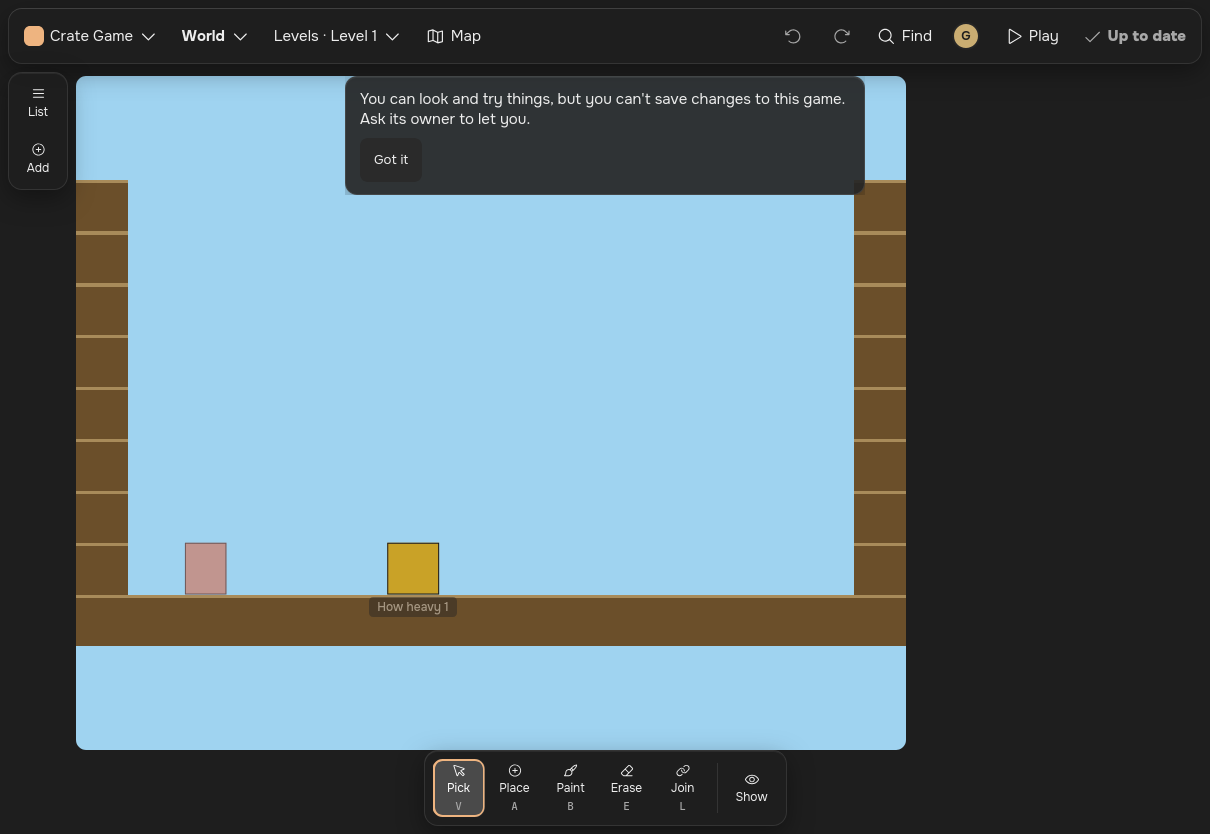 Crate Game
World
Levels · Level 1
Map
Find
G
Play
Up to date
List
Add
You can look and try things, but you can't save changes to this game.
Ask its owner to let you.
Got it
How heavy 1
Pick
V
Place
A
Paint
B
Erase
E
Join
L
Show